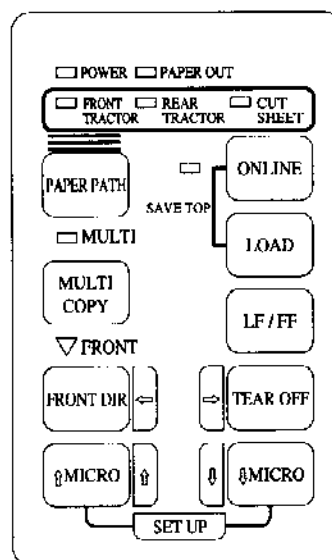 POWER PAPER OUT
FRONT TRACTOR REAR TRACTOR CUT SHEET
PAPER PATH
ONLINE
SAVE TOP
MULTI
LOAD
MULTI COPY
LF / FF
▽ FRONT
FRONT DIR ⇦ ⇨ TEAR OFF
⇧MICRO ⇧ ⇩ ⇩MICRO
SET UP